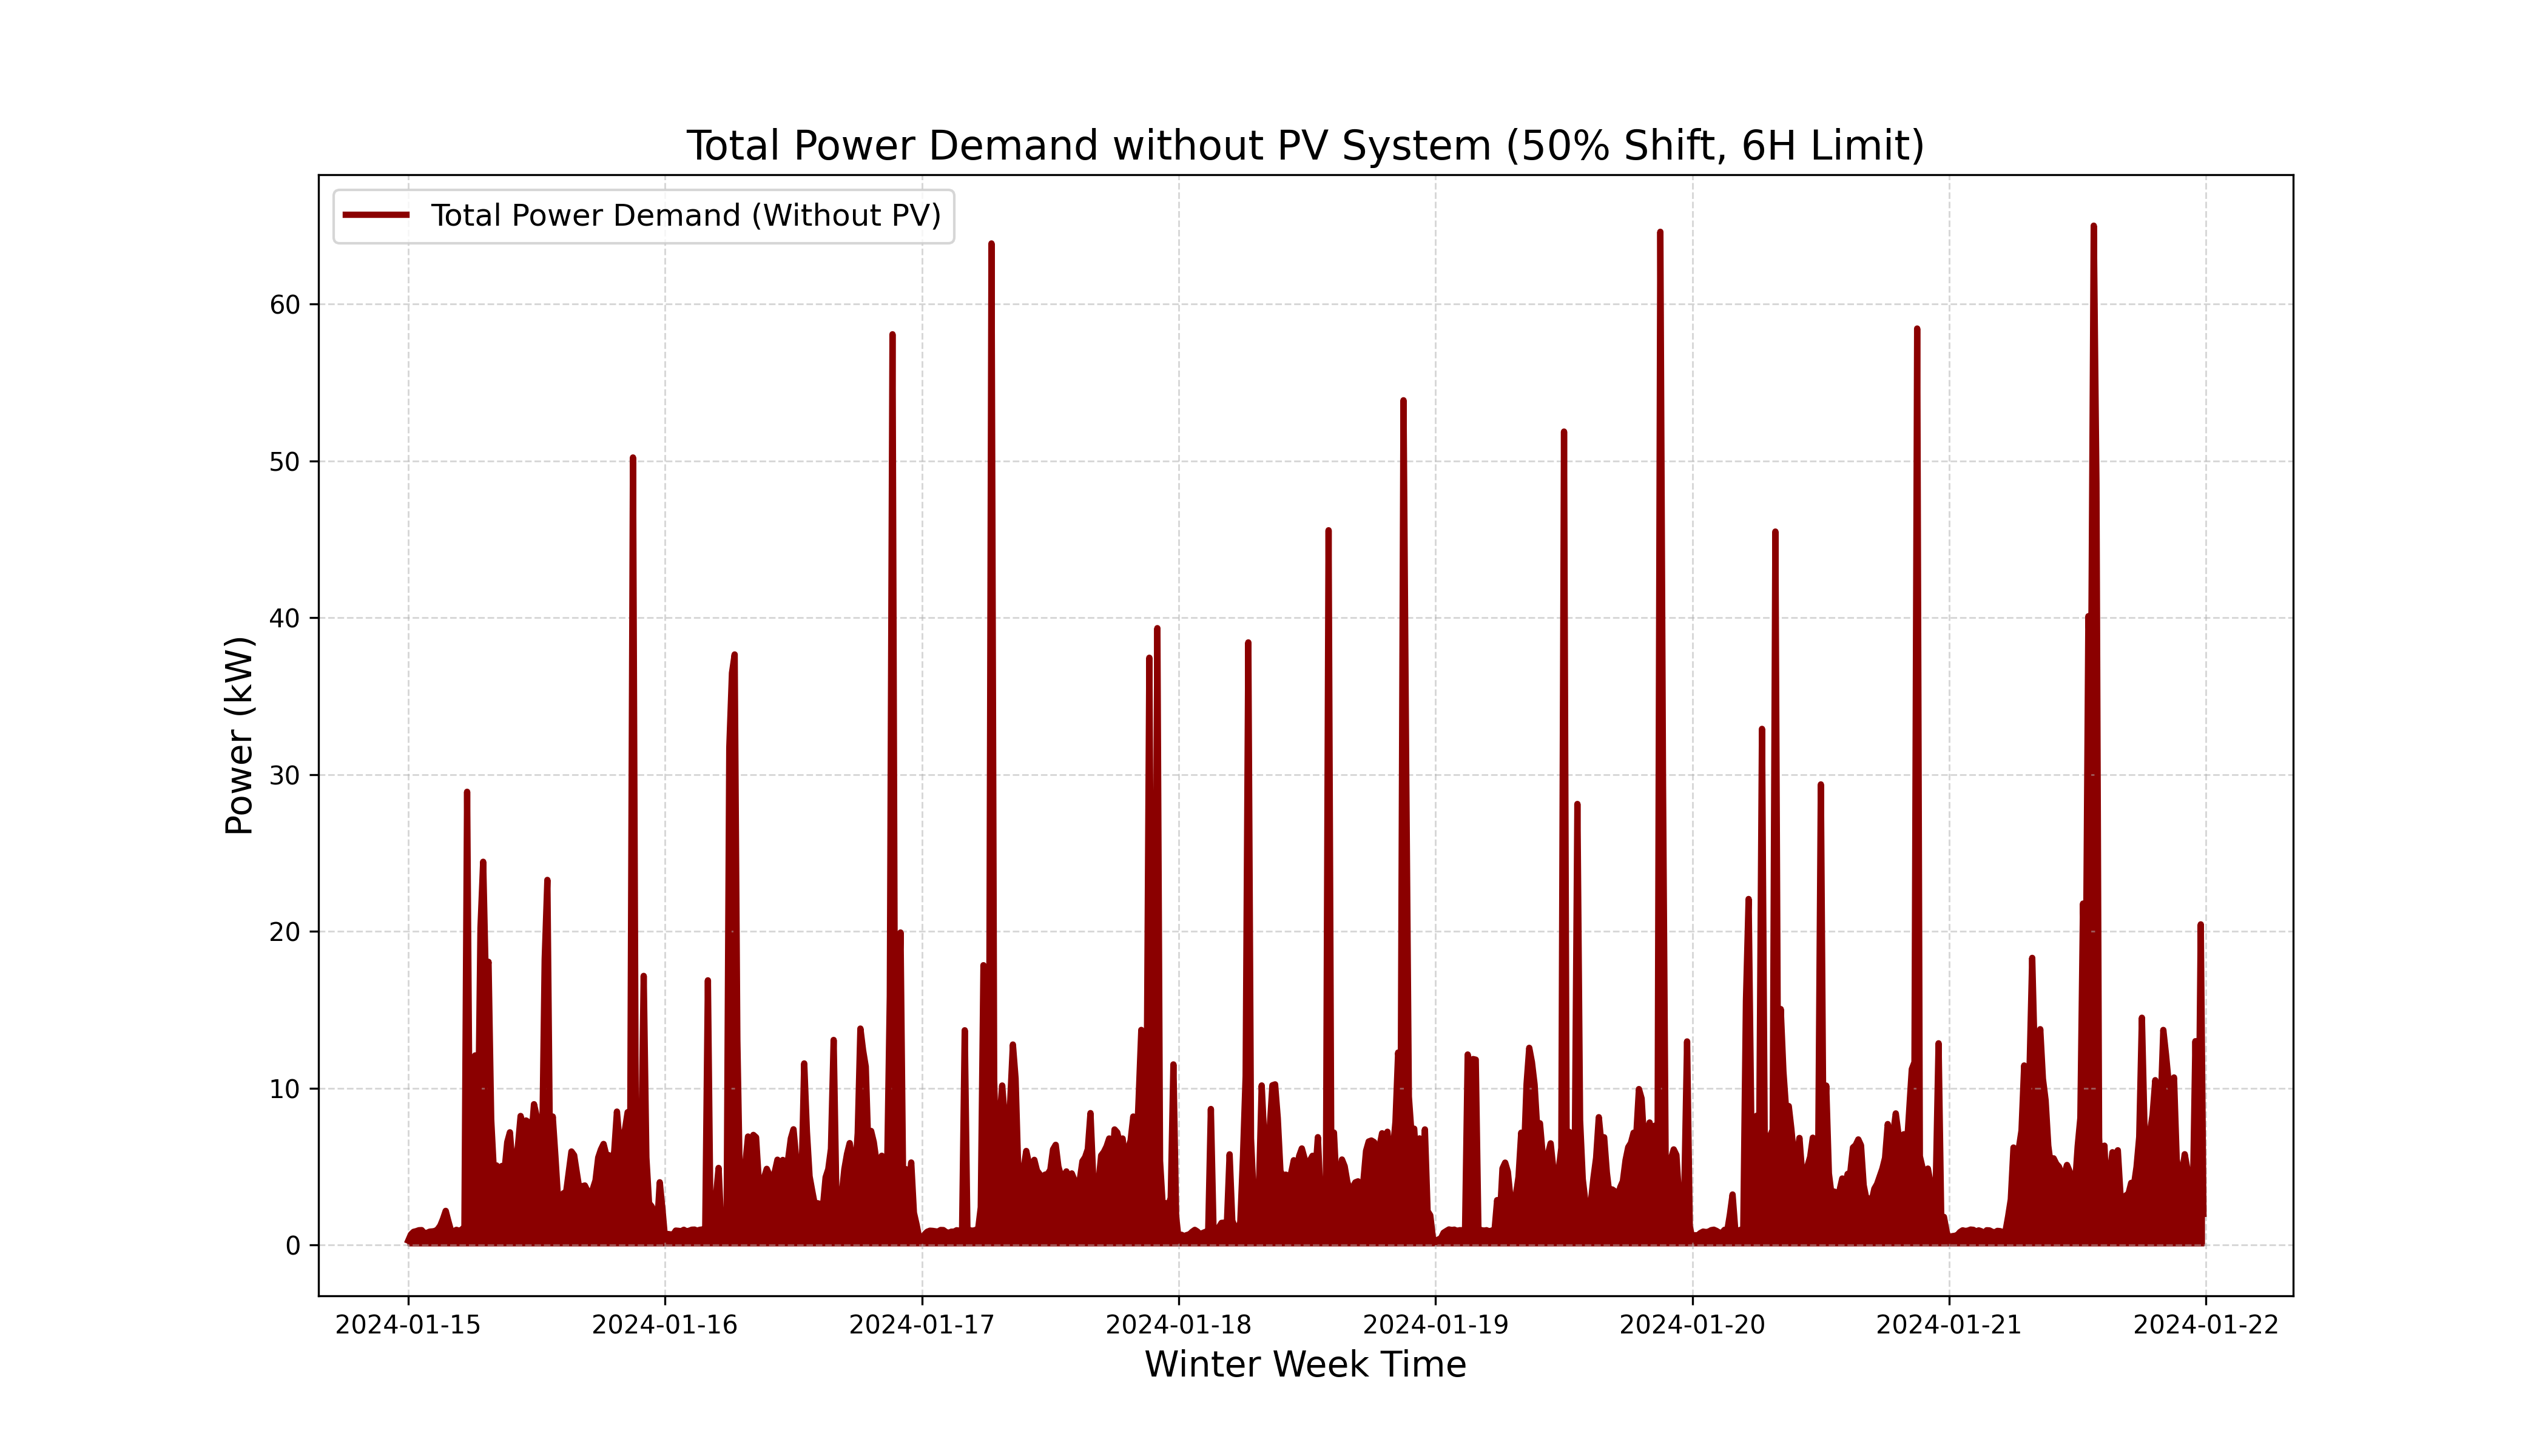 Total Power Demand without PV System (50% Shift, 6H Limit)
Total Power Demand (Without PV)
Power (kW)
60
50
40
30
20
10
0
2024-01-15 2024-01-16 2024-01-17 2024-01-18 2024-01-19 2024-01-20 2024-01-21 2024-01-22
Winter Week Time